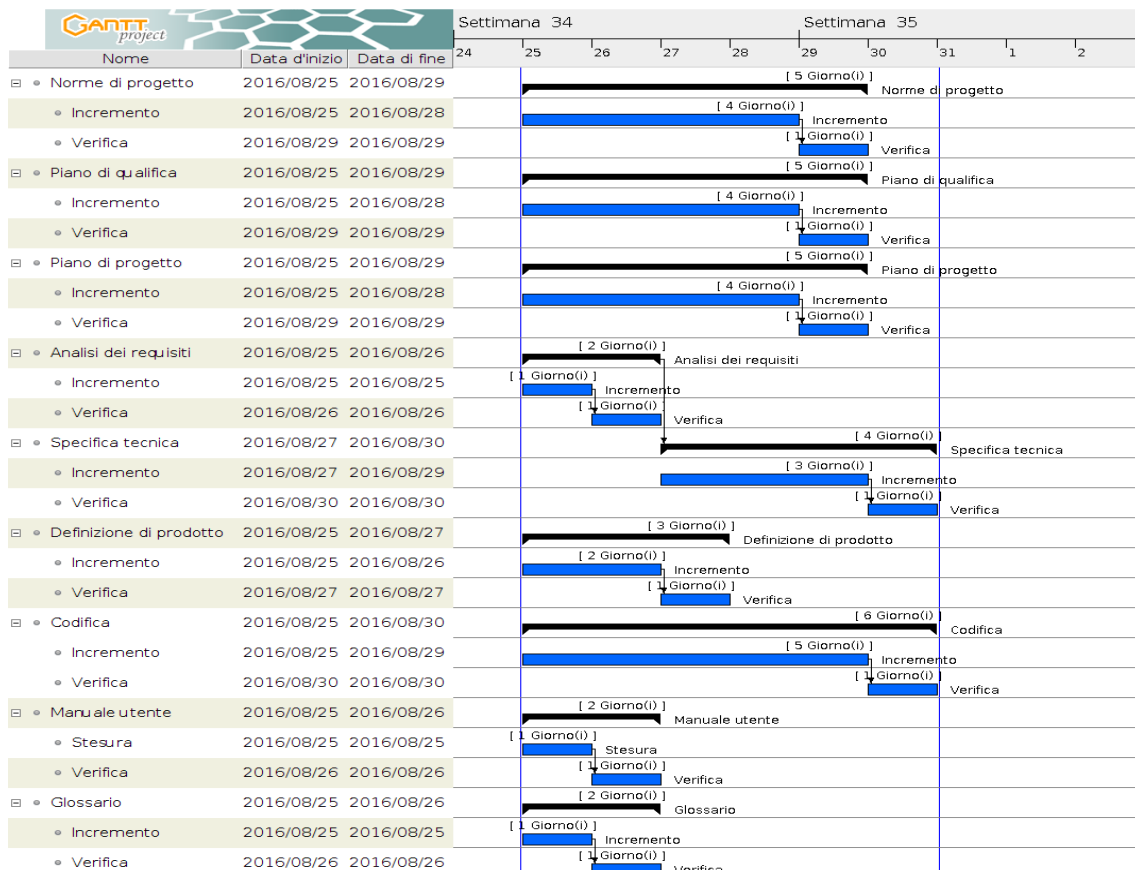 GANTT project
Settimana 34 Settimana 35
24 25 26 27 28 29 30 31 1 2
Nome Data d'inizio Data di fine
Norme di progetto 2016/08/25 2016/08/29 [ 5 Giorno(i) ] Norme di progetto
Incremento 2016/08/25 2016/08/28 [ 4 Giorno(i) ] Incremento
Verifica 2016/08/29 2016/08/29 [ 1 Giorno(i) ] Verifica
Piano di qualifica 2016/08/25 2016/08/29 [ 5 Giorno(i) ] Piano di qualifica
Incremento 2016/08/25 2016/08/28 [ 4 Giorno(i) ] Incremento
Verifica 2016/08/29 2016/08/29 [ 1 Giorno(i) ] Verifica
Piano di progetto 2016/08/25 2016/08/29 [ 5 Giorno(i) ] Piano di progetto
Incremento 2016/08/25 2016/08/28 [ 4 Giorno(i) ] Incremento
Verifica 2016/08/29 2016/08/29 [ 1 Giorno(i) ] Verifica
Analisi dei requisiti 2016/08/25 2016/08/26 [ 2 Giorno(i) ] Analisi dei requisiti
Incremento 2016/08/25 2016/08/25 [ 1 Giorno(i) ] Incremento
Verifica 2016/08/26 2016/08/26 [ 1 Giorno(i) ] Verifica
Specifica tecnica 2016/08/27 2016/08/30 [ 4 Giorno(i) ] Specifica tecnica
Incremento 2016/08/27 2016/08/29 [ 3 Giorno(i) ] Incremento
Verifica 2016/08/30 2016/08/30 [ 1 Giorno(i) ] Verifica
Definizione di prodotto 2016/08/25 2016/08/27 [ 3 Giorno(i) ] Definizione di prodotto
Incremento 2016/08/25 2016/08/26 [ 2 Giorno(i) ] Incremento
Verifica 2016/08/27 2016/08/27 [ 1 Giorno(i) ] Verifica
Codifica 2016/08/25 2016/08/30 [ 6 Giorno(i) ] Codifica
Incremento 2016/08/25 2016/08/29 [ 5 Giorno(i) ] Incremento
Verifica 2016/08/30 2016/08/30 [ 1 Giorno(i) ] Verifica
Manuale utente 2016/08/25 2016/08/26 [ 2 Giorno(i) ] Manuale utente
Stesura 2016/08/25 2016/08/25 [ 1 Giorno(i) ] Stesura
Verifica 2016/08/26 2016/08/26 [ 1 Giorno(i) ] Verifica
Glossario 2016/08/25 2016/08/26 [ 2 Giorno(i) ] Glossario
Incremento 2016/08/25 2016/08/25 [ 1 Giorno(i) ] Incremento
Verifica 2016/08/26 2016/08/26 [ 1 Giorno(i) ] Verifica